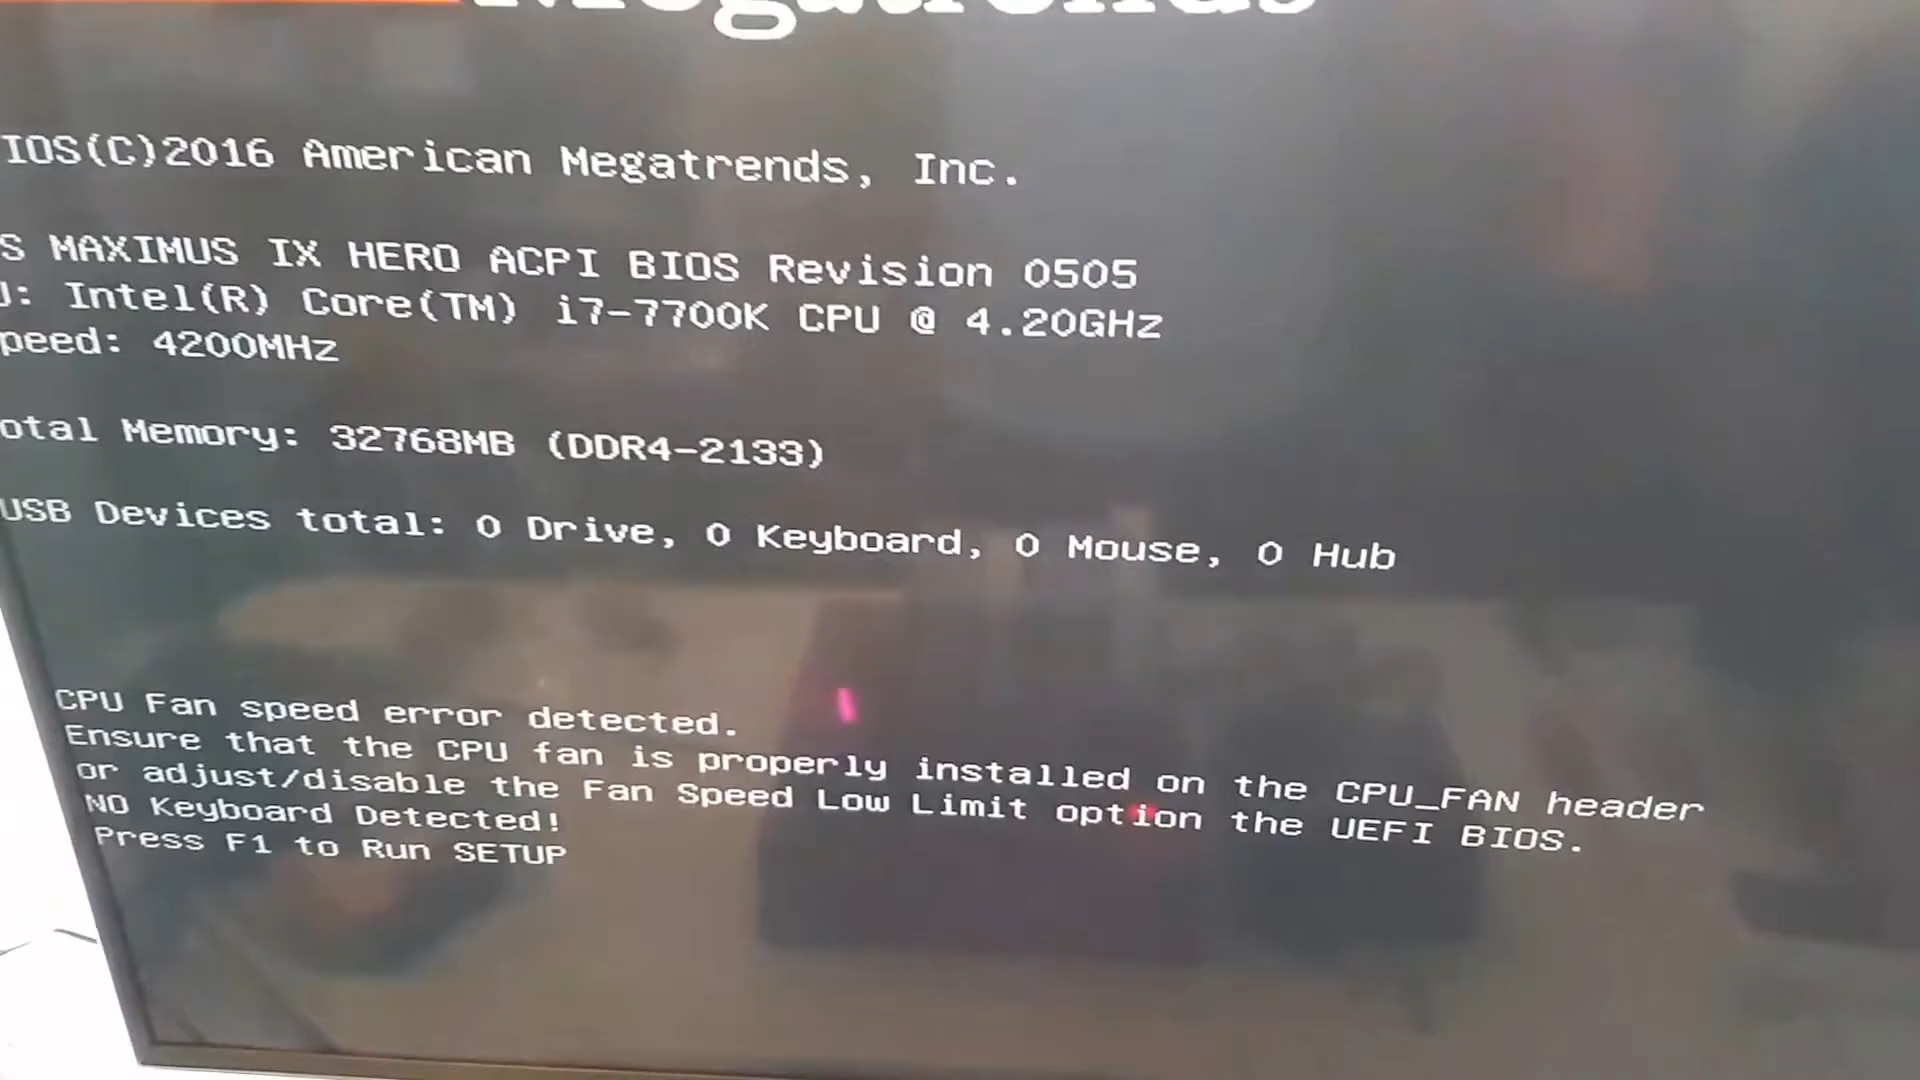 Megatrends
IOS(C)2016 American Megatrends, Inc.
S MAXIMUS IX HERO ACPI BIOS Revision 0505
U: Intel(R) Core(TM) i7-7700K CPU @ 4.20GHz
peed: 4200MHz
otal Memory: 32768MB (DDR4-2133)
USB Devices total: 0 Drive, 0 Keyboard, 0 Mouse, 0 Hub
CPU Fan speed error detected.
Ensure that the CPU fan is properly installed on the CPU_FAN header
or adjust/disable the Fan Speed Low Limit option the UEFI BIOS.
NO Keyboard Detected!
Press F1 to Run SETUP